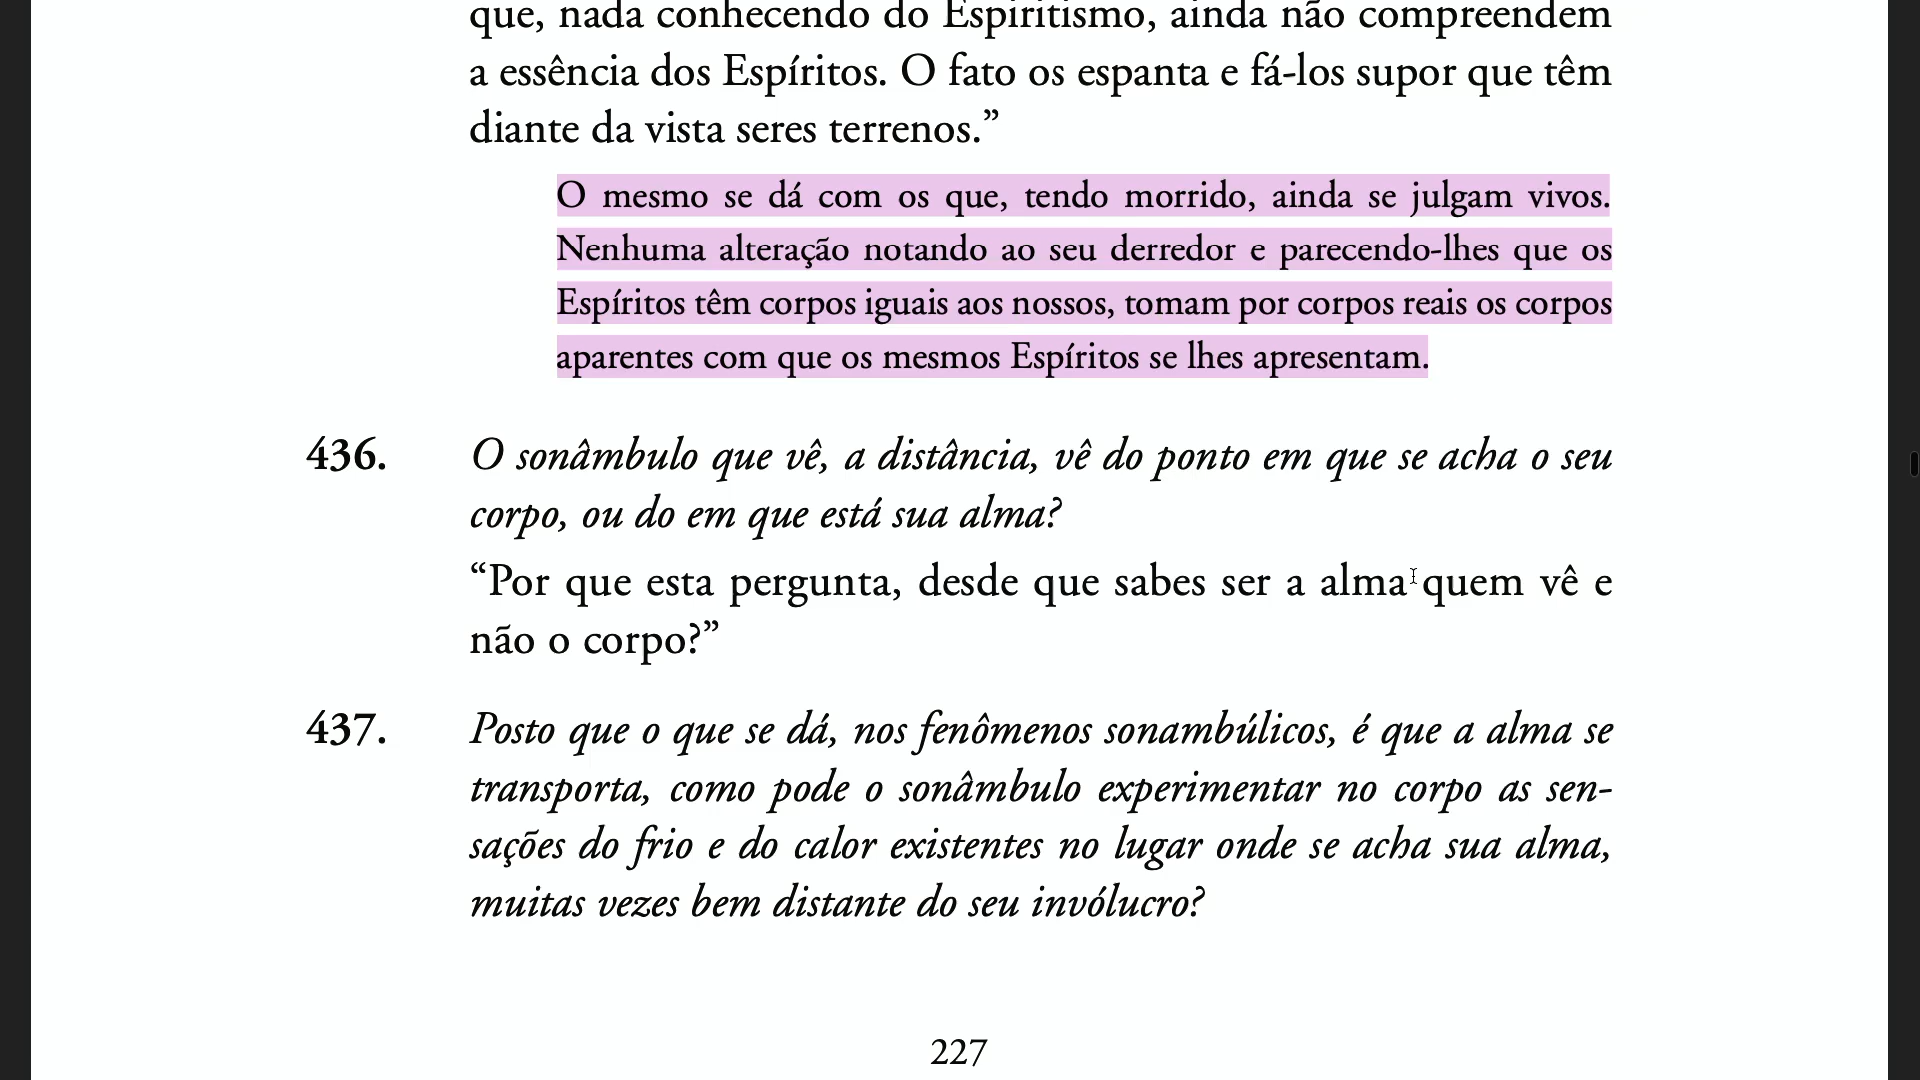 que, nada conhecendo do Espiritismo, ainda não compreendem
a essência dos Espíritos. O fato os espanta e fá-los supor que têm
diante da vista seres terrenos.”
O mesmo se dá com os que, tendo morrido, ainda se julgam vivos.
Nenhuma alteração notando ao seu derredor e parecendo-lhes que os
Espíritos têm corpos iguais aos nossos, tomam por corpos reais os corpos
aparentes com que os mesmos Espíritos se lhes apresentam.
436. O sonâmbulo que vê, a distância, vê do ponto em que se acha o seu
corpo, ou do em que está sua alma?
“Por que esta pergunta, desde que sabes ser a alma quem vê e
não o corpo?”
437. Posto que o que se dá, nos fenômenos sonambúlicos, é que a alma se
transporta, como pode o sonâmbulo experimentar no corpo as sen-
sações do frio e do calor existentes no lugar onde se acha sua alma,
muitas vezes bem distante do seu invólucro?
227